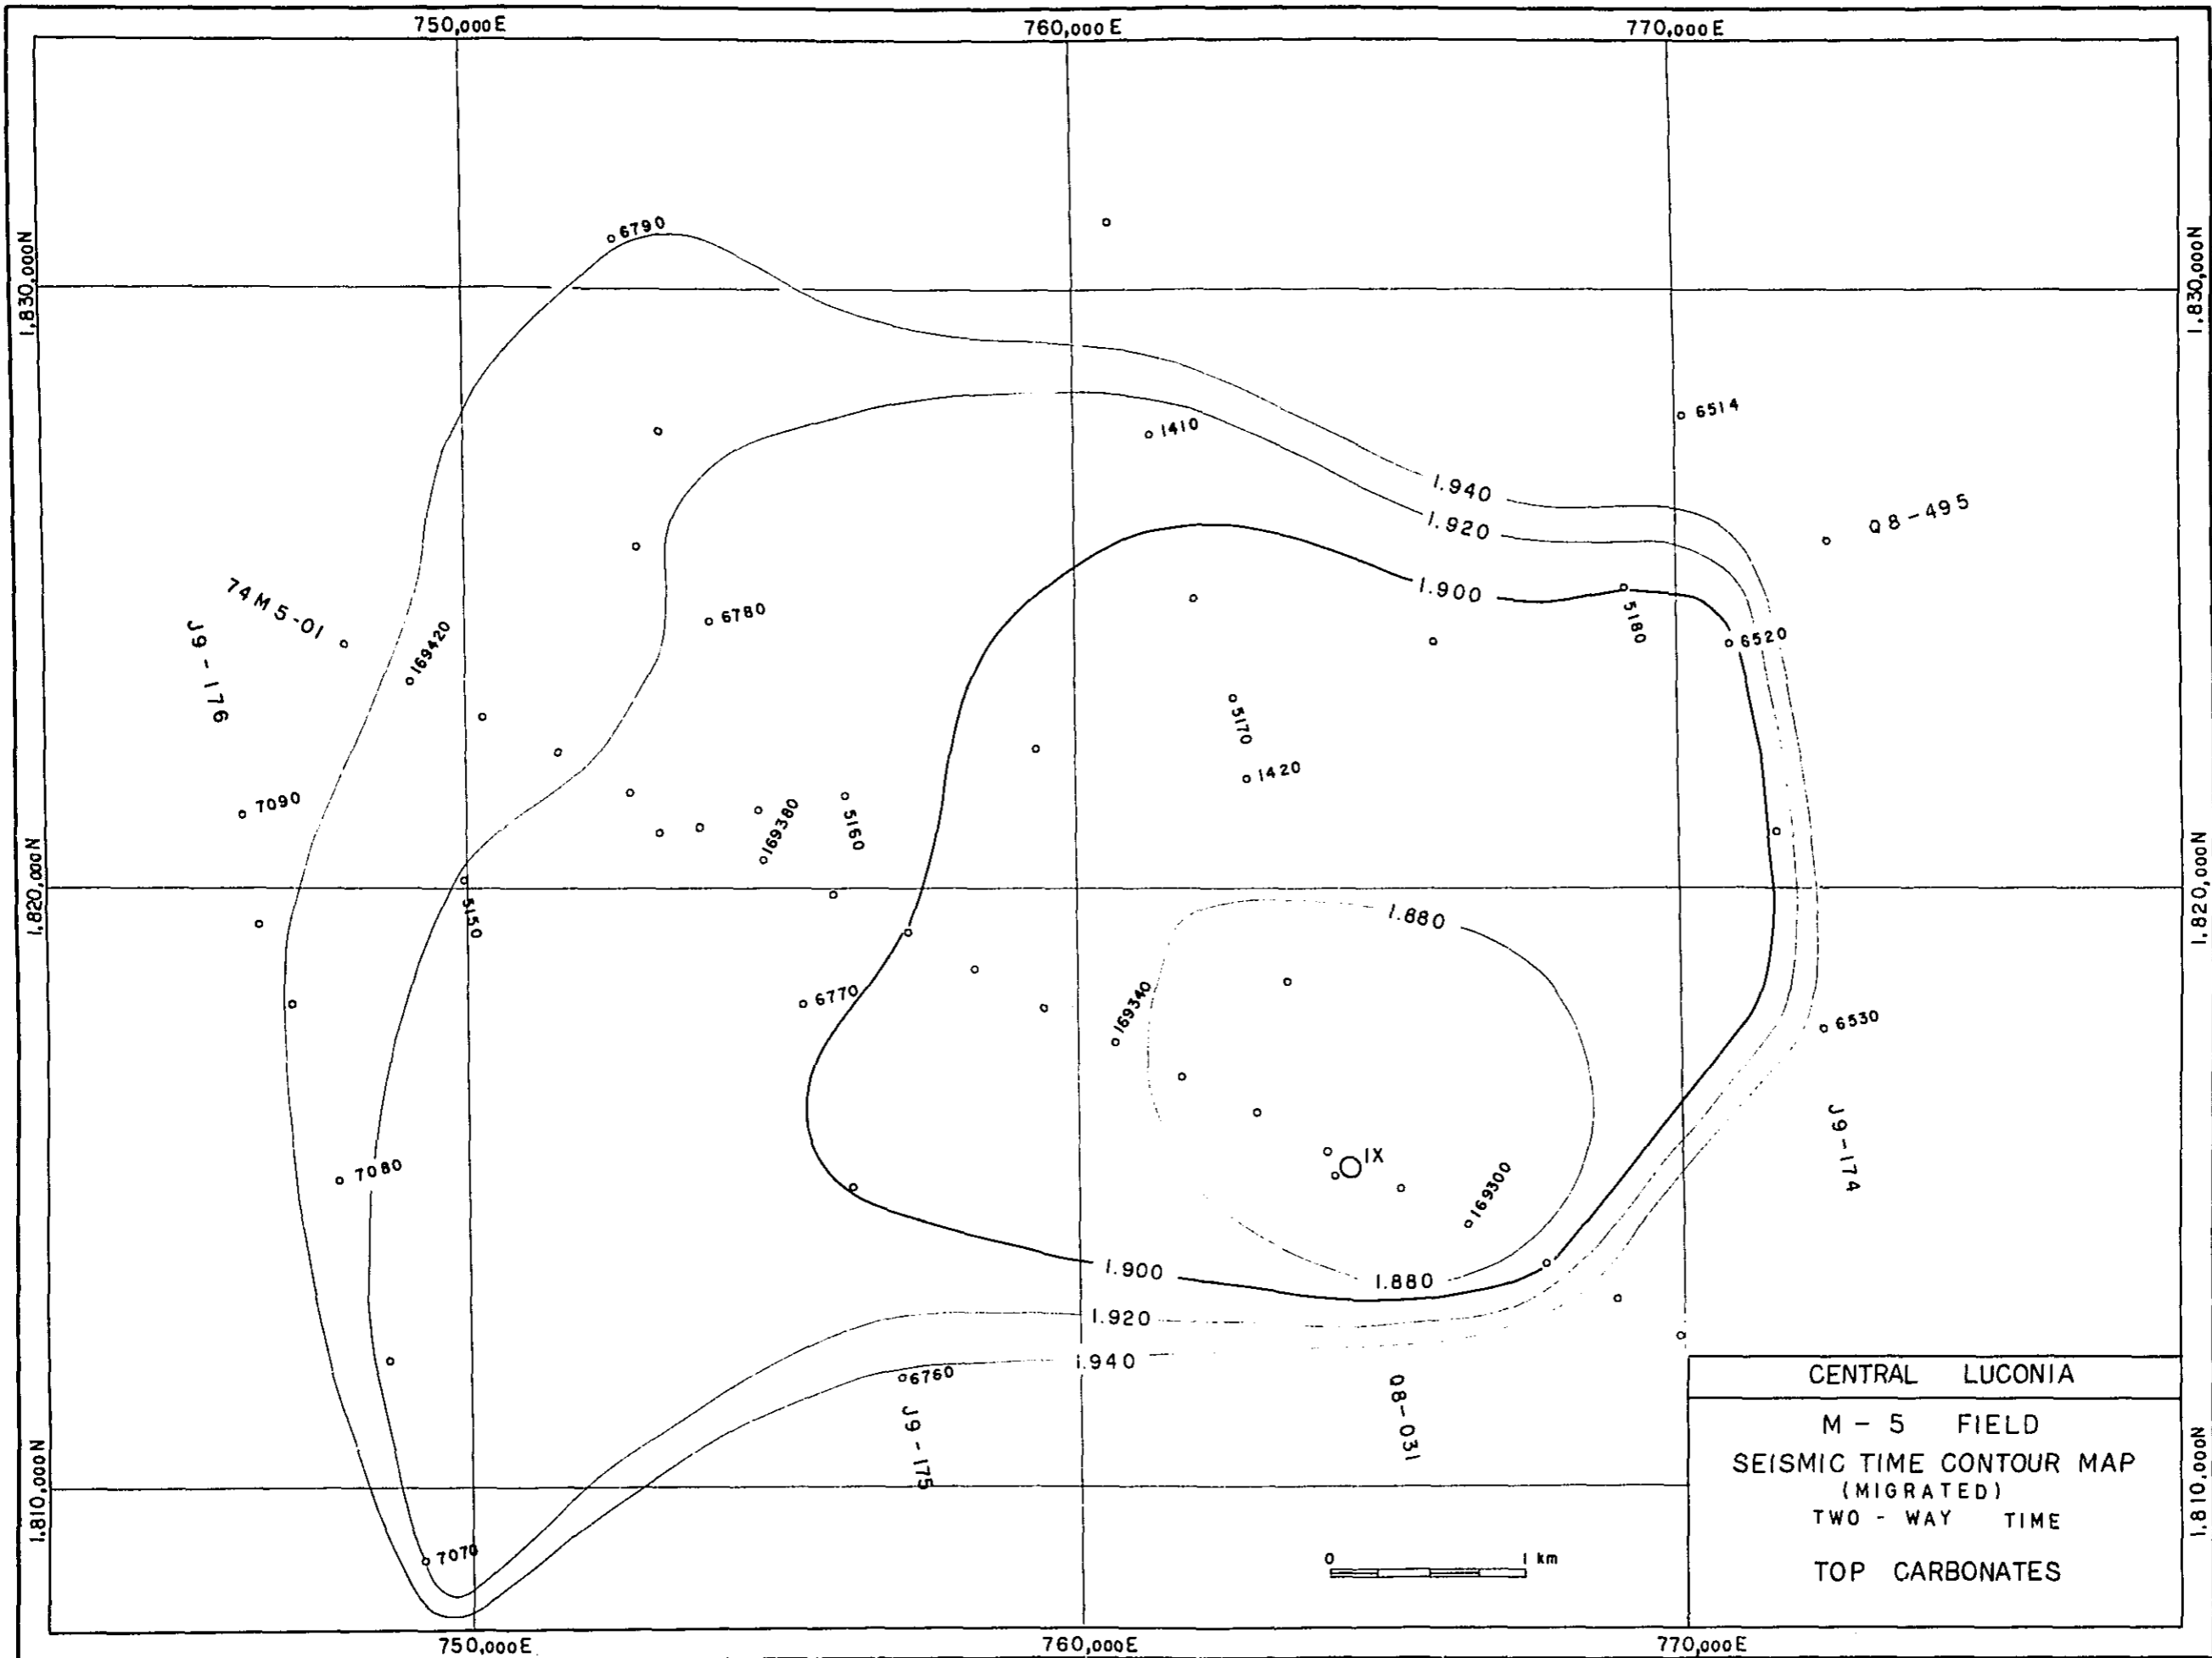 750,000E
760,000E
770,000E
1,830,000N
1,830,000N
6790
6514
1410
1.940
1.920
Q8-495
1.900
74M5-01
J9-176
169420
6780
5180
6520
5170
1420
7090
169380
5160
1,820,000N
1,820,000N
5150
1.880
6770
169340
6530
J9-174
7080
1X
169300
1.900
1.880
1.920
1.940
6760
J9-175
Q8-031
1,810,000N
1,810,000N
7070
0 1 km
CENTRAL LUCONIA
M-5 FIELD
SEISMIC TIME CONTOUR MAP
(MIGRATED)
TWO-WAY TIME
TOP CARBONATES
750,000E
760,000E
770,000E